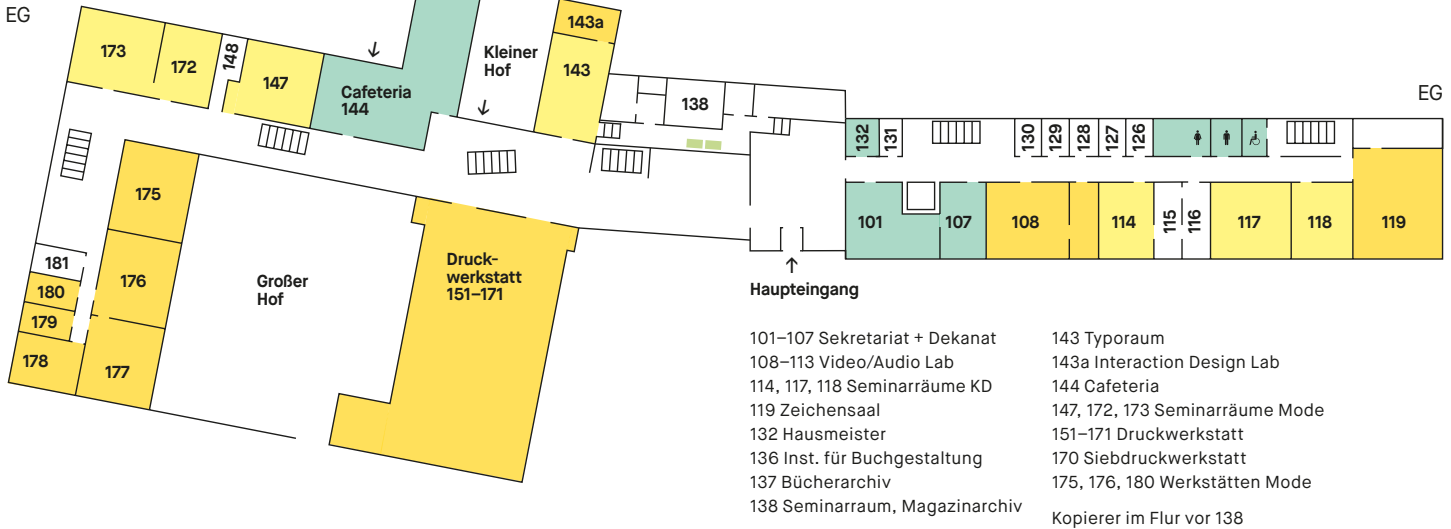 EG
173
172
148
147
Cafeteria
144
Kleiner
Hof
143a
143
138
EG
132
131
130
129
128
127
126
175
176
181
180
179
178
177
Großer
Hof
Druck-
werkstatt
151–171
101
107
108
114
115
116
117
118
119
Haupteingang
101–107 Sekretariat + Dekanat
108–113 Video/Audio Lab
114, 117, 118 Seminarräume KD
119 Zeichensaal
132 Hausmeister
136 Inst. für Buchgestaltung
137 Bücherarchiv
138 Seminarraum, Magazinarchiv
143 Typoraum
143a Interaction Design Lab
144 Cafeteria
147, 172, 173 Seminarräume Mode
151–171 Druckwerkstatt
170 Siebdruckwerkstatt
175, 176, 180 Werkstätten Mode
Kopierer im Flur vor 138